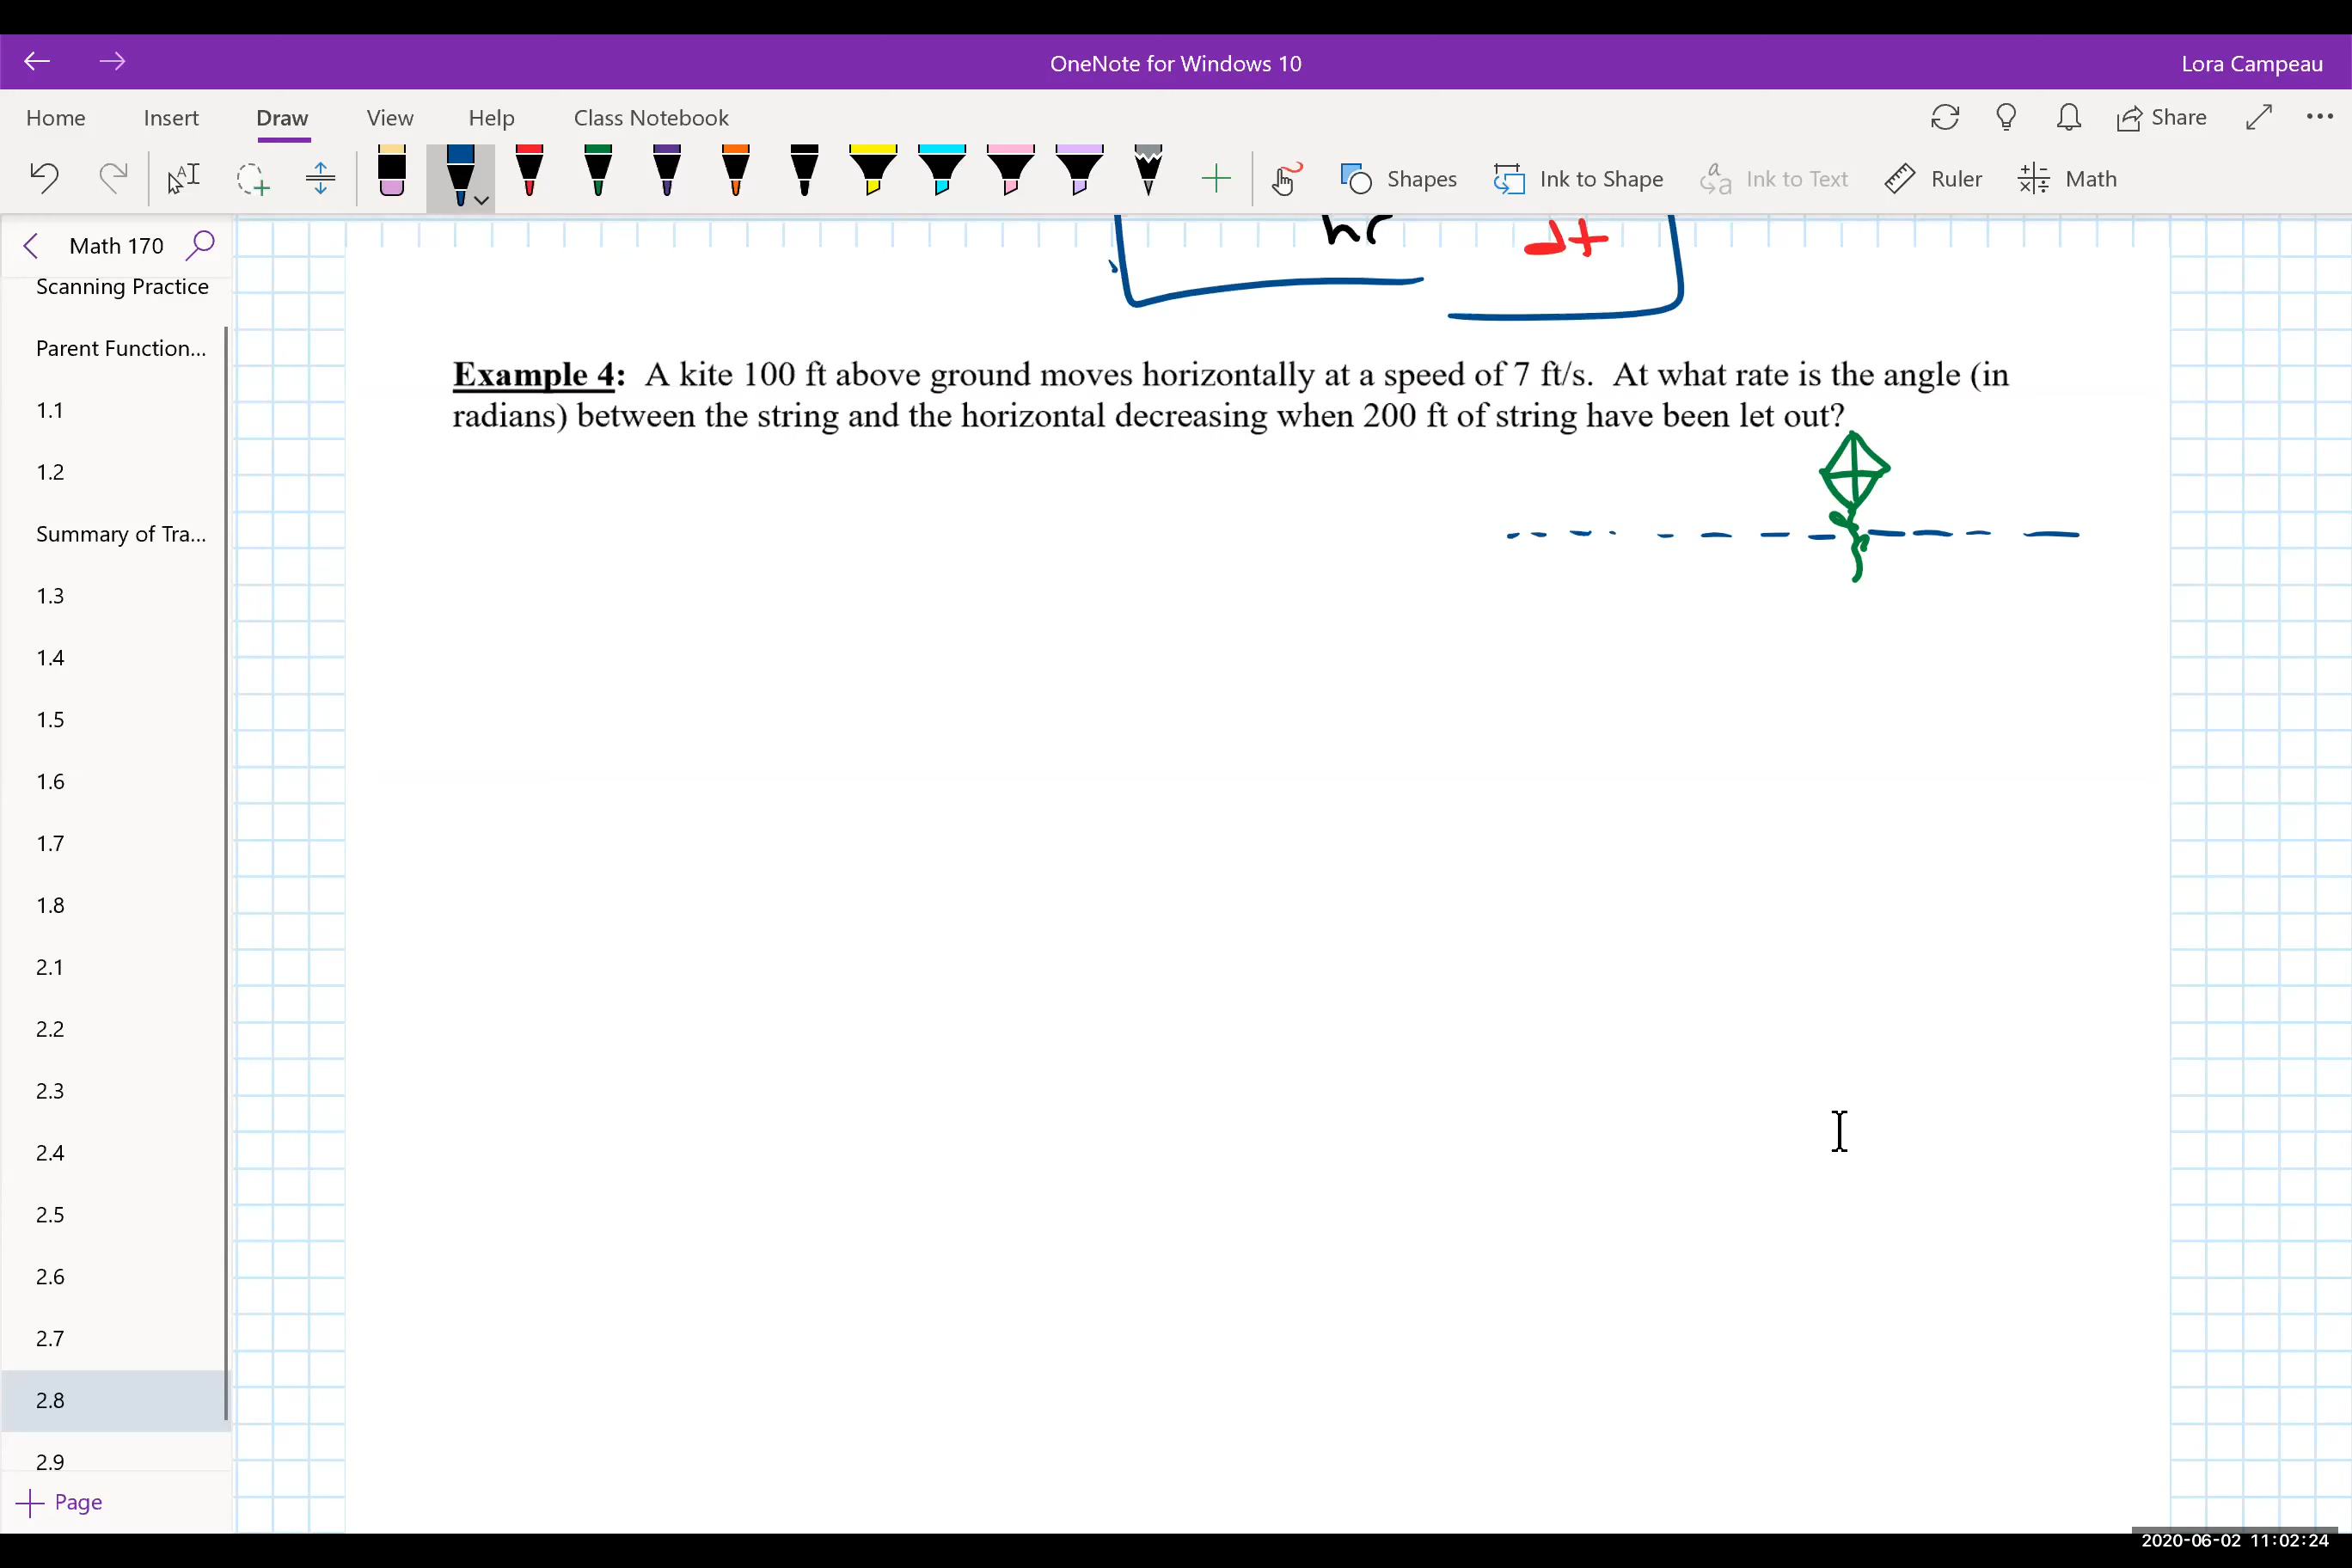 OneNote for Windows 10
Lora Campeau
Home Insert Draw View Help Class Notebook
Share
Shapes Ink to Shape Ink to Text Ruler Math
Math 170
Scanning Practice
Parent Function...
1.1
1.2
Summary of Tra...
1.3
1.4
1.5
1.6
1.7
1.8
2.1
2.2
2.3
2.4
2.5
2.6
2.7
2.8
2.9
Page
hr dt
Example 4: A kite 100 ft above ground moves horizontally at a speed of 7 ft/s. At what rate is the angle (in
radians) between the string and the horizontal decreasing when 200 ft of string have been let out?
2020-06-02 11:02:24